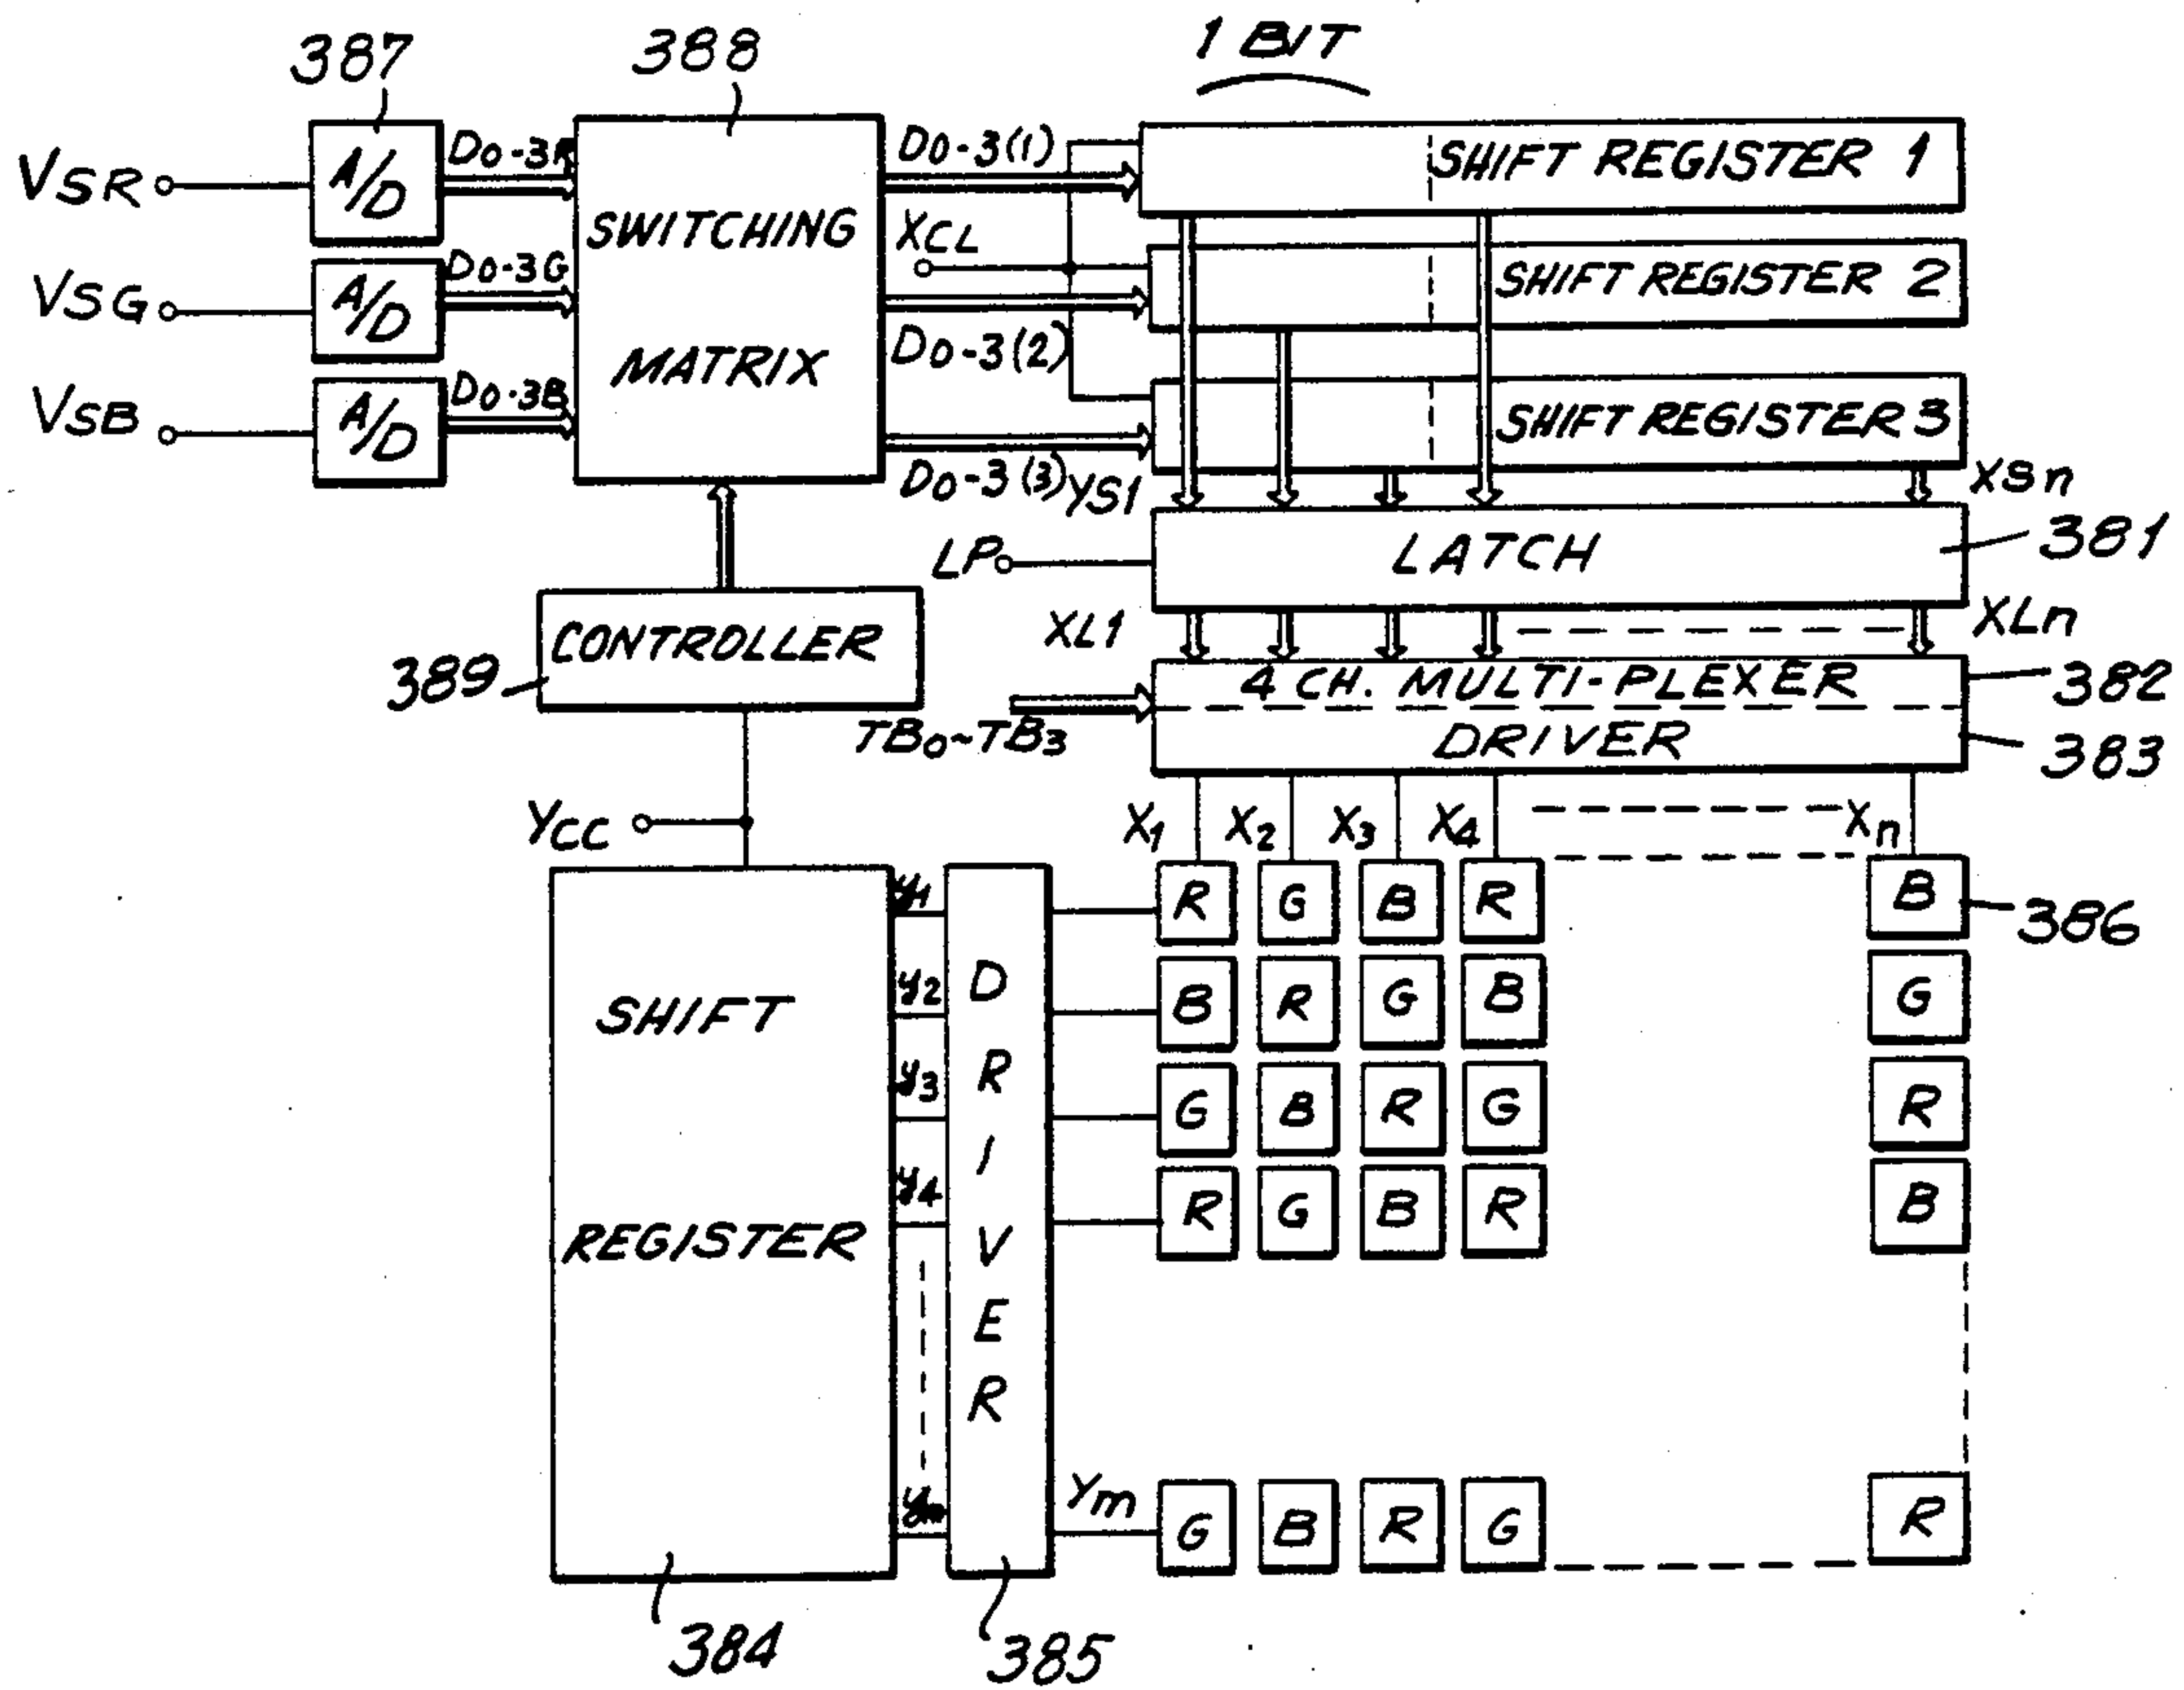 387
388
1 BIT
VSR
A/D
D0-3R
SWITCHING
MATRIX
D0-3(1)
SHIFT REGISTER 1
VSG
A/D
D0-3G
XCL
SHIFT REGISTER 2
D0-3(2)
VSB
A/D
D0-3B
SHIFT REGISTER 3
D0-3(3)
YS1
XSn
LP
LATCH
381
CONTROLLER
389
XL1
XLn
4 CH. MULTI-PLEXER
382
TB0~TB3
DRIVER
383
YCC
X1 X2 X3 X4 Xn
SHIFT
REGISTER
DRIVER
y1
R G B R B
386
y2
B R G B G
y3
G B R G R
y4
R G B R B
Ym
G B R G R
384
385